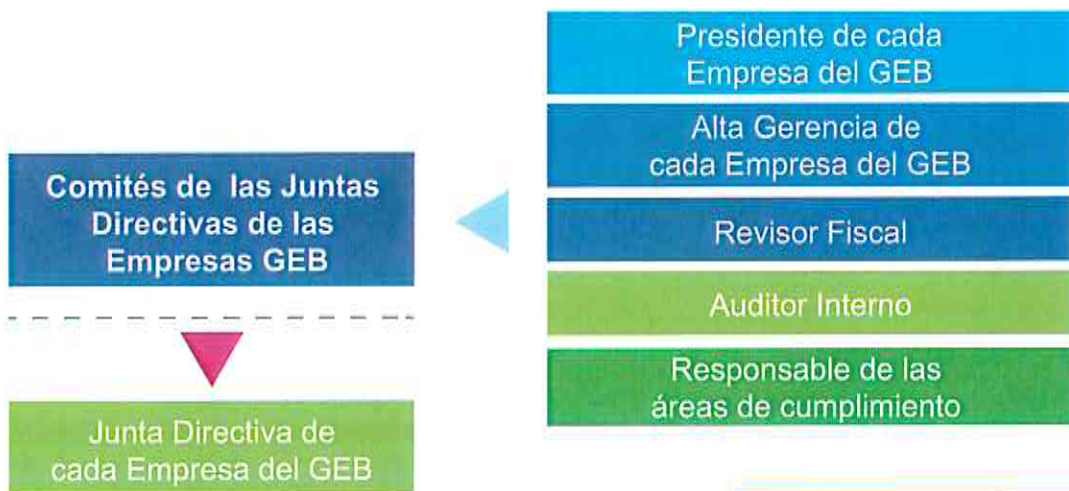 Presidente de cada
Empresa del GEB
Alta Gerencia de
cada Empresa del GEB
Revisor Fiscal
Auditor Interno
Responsable de las
áreas de cumplimiento
Comités de las Juntas
Directivas de las
Empresas GEB
Junta Directiva de
cada Empresa del GEB